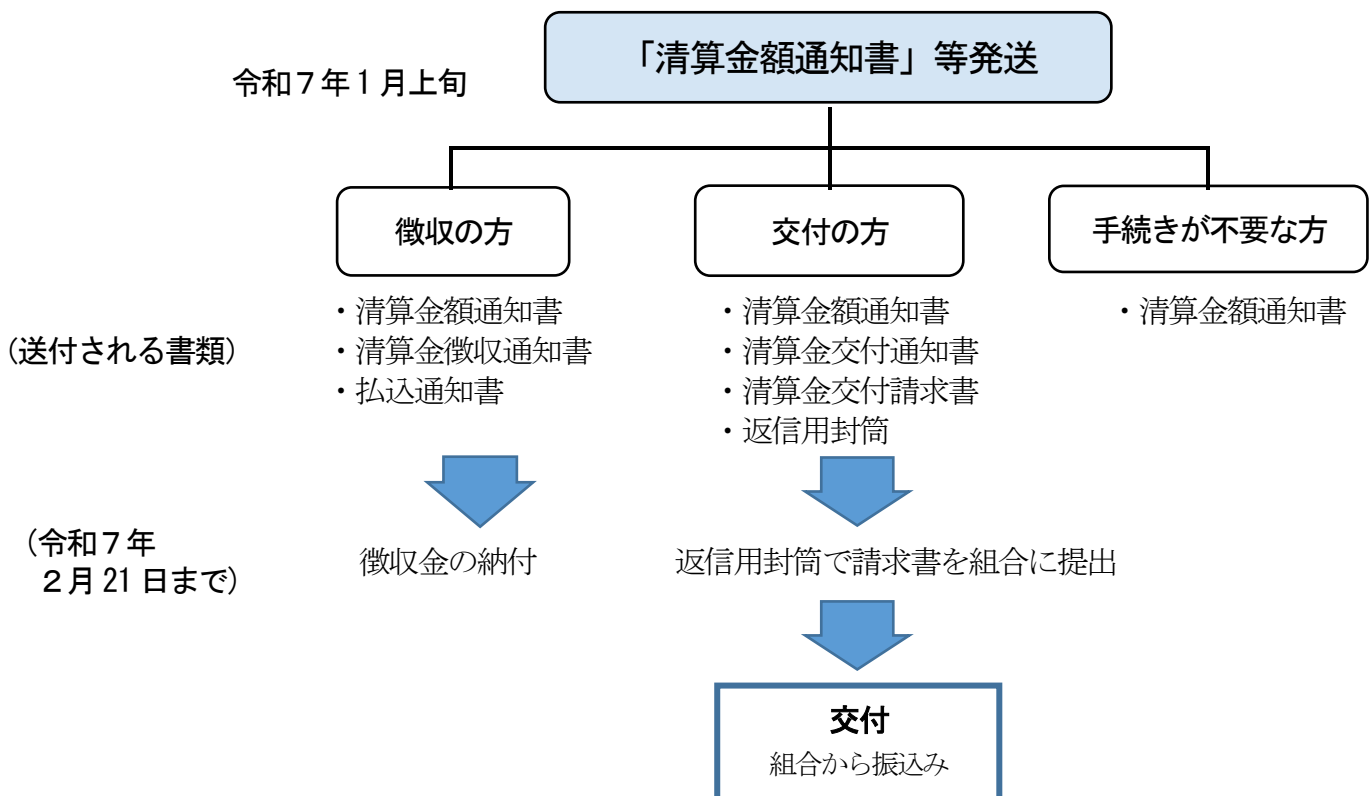 「清算金額通知書」等発送
令和７年１月上旬
徴収の方
交付の方
手続きが不要な方
(送付される書類)
・清算金額通知書
・清算金徴収通知書
・払込通知書
・清算金額通知書
・清算金交付通知書
・清算金交付請求書
・返信用封筒
・清算金額通知書
(令和７年
２月21日まで)
徴収金の納付
返信用封筒で請求書を組合に提出
交付
組合から振込み